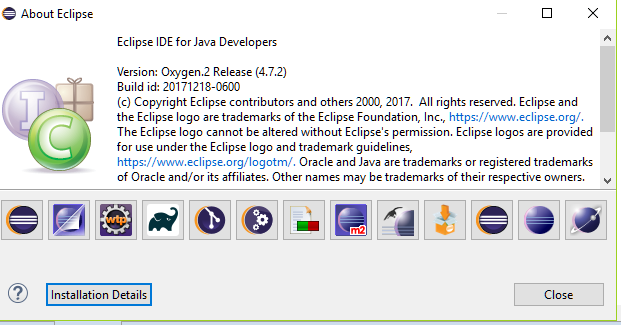 About Eclipse
Eclipse IDE for Java Developers
Version: Oxygen.2 Release (4.7.2)
Build id: 20171218-0600
(c) Copyright Eclipse contributors and others 2000, 2017.  All rights reserved. Eclipse and
the Eclipse logo are trademarks of the Eclipse Foundation, Inc., https://www.eclipse.org/.
The Eclipse logo cannot be altered without Eclipse's permission. Eclipse logos are provided
for use under the Eclipse logo and trademark guidelines,
https://www.eclipse.org/logotm/. Oracle and Java are trademarks or registered trademarks
of Oracle and/or its affiliates. Other names may be trademarks of their respective owners.
I
C
wtp
m2
?
Installation Details
Close